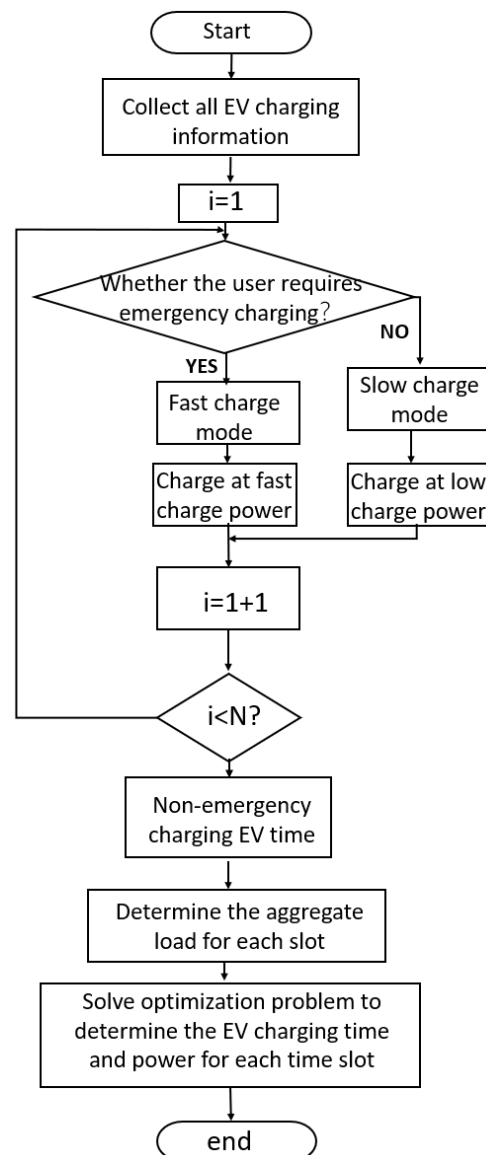 Start
Collect all EV charging
information
i=1
Whether the user requires
emergency charging?
NO
YES
Fast charge
mode
Slow charge
mode
Charge at fast
charge power
Charge at low
charge power
i=1+1
i<N?
Non-emergency
charging EV time
Determine the aggregate
load for each slot
Solve optimization problem to
determine the EV charging time
and power for each time slot
end